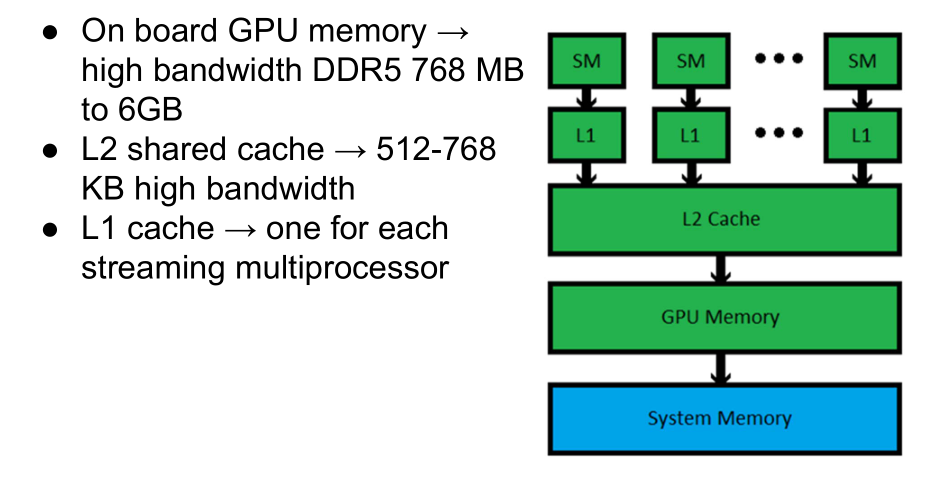 ● On board GPU memory →
high bandwidth DDR5 768 MB
to 6GB
● L2 shared cache → 512-768
KB high bandwidth
● L1 cache → one for each
streaming multiprocessor
SM SM ••• SM
L1 L1 ••• L1
L2 Cache
GPU Memory
System Memory